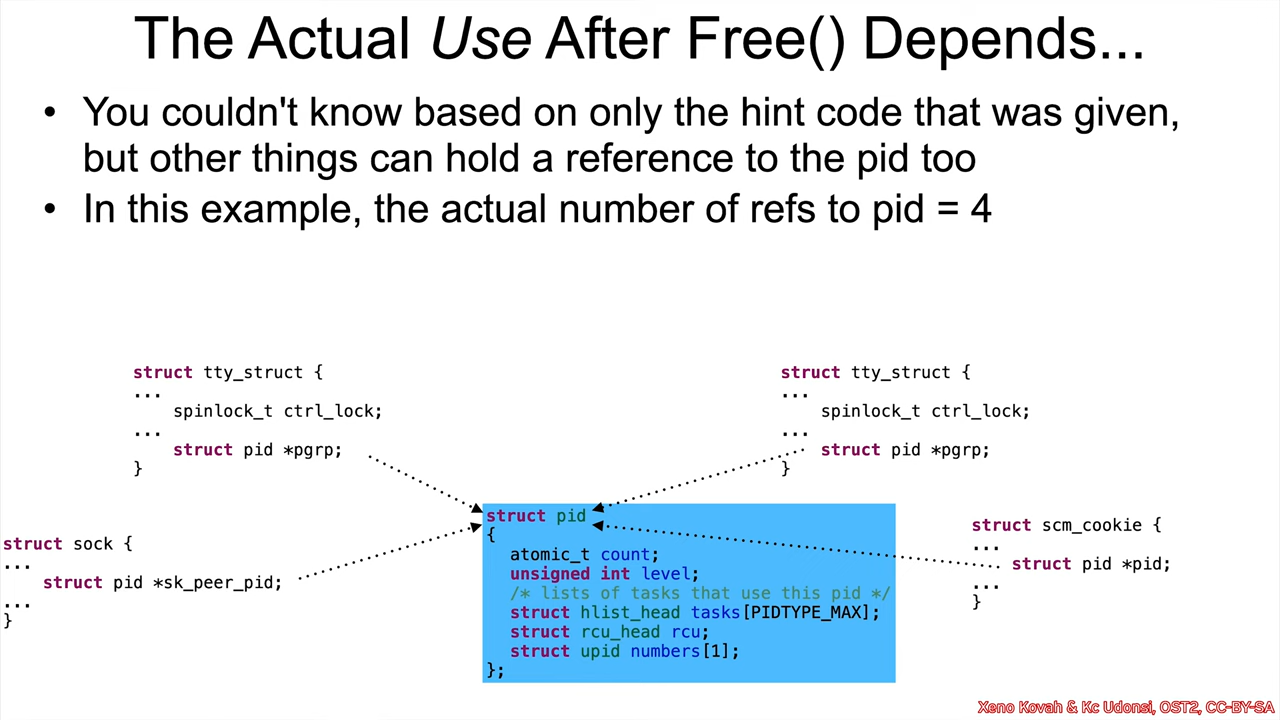 The Actual Use After Free() Depends...
• You couldn't know based on only the hint code that was given,
but other things can hold a reference to the pid too
• In this example, the actual number of refs to pid = 4
struct tty_struct {
...
spinlock_t ctrl_lock;
...
struct pid *pgrp;
}
struct tty_struct {
...
spinlock_t ctrl_lock;
...
struct pid *pgrp;
}
struct sock {
...
struct pid *sk_peer_pid;
...
}
struct pid
{
atomic_t count;
unsigned int level;
/* lists of tasks that use this pid */
struct hlist_head tasks[PIDTYPE_MAX];
struct rcu_head rcu;
struct upid numbers[1];
};
struct scm_cookie {
...
struct pid *pid;
...
}
Xeno Kovah & Kc Udonsi, OST2, CC-BY-SA